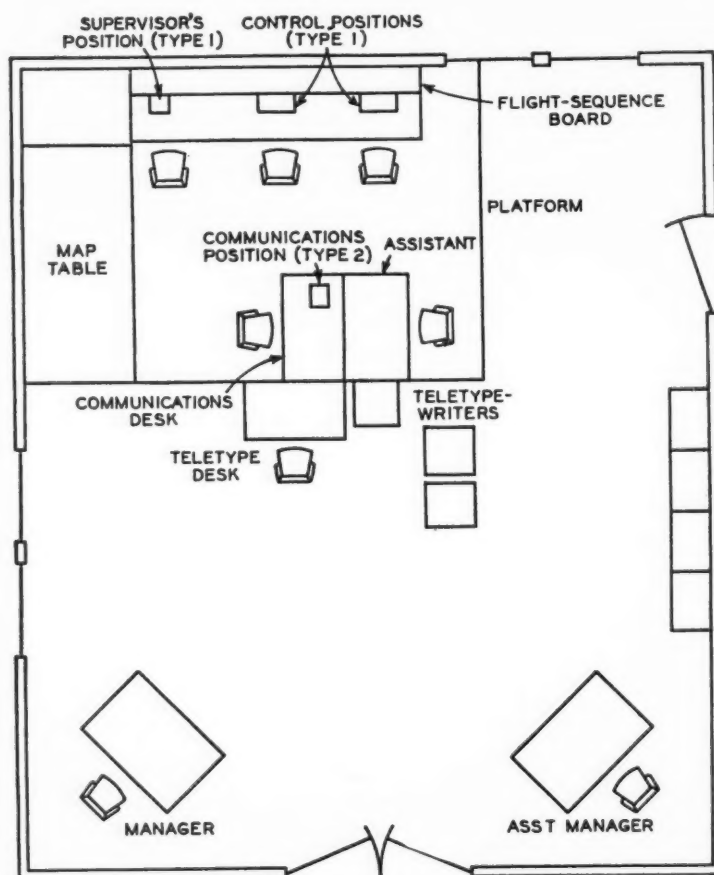 SUPERVISOR'S
POSITION (TYPE 1)
CONTROL POSITIONS
(TYPE 1)
FLIGHT-SEQUENCE
BOARD
PLATFORM
MAP
TABLE
COMMUNICATIONS
POSITION (TYPE 2)
ASSISTANT
COMMUNICATIONS
DESK
TELETYPE
DESK
TELETYPE-
WRITERS
MANAGER
ASST MANAGER